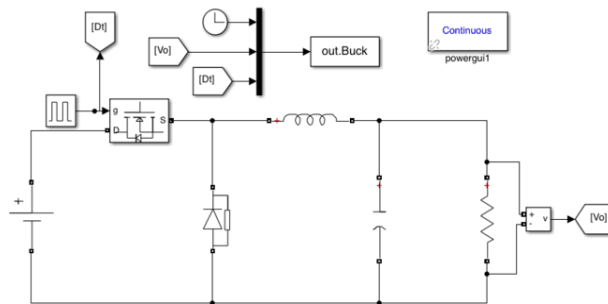 [Dt]
[Vo]
[Dt]
out.Buck
Continuous
powergui1
g
D
S
+
+
+
+
+
-
v
[Vo]